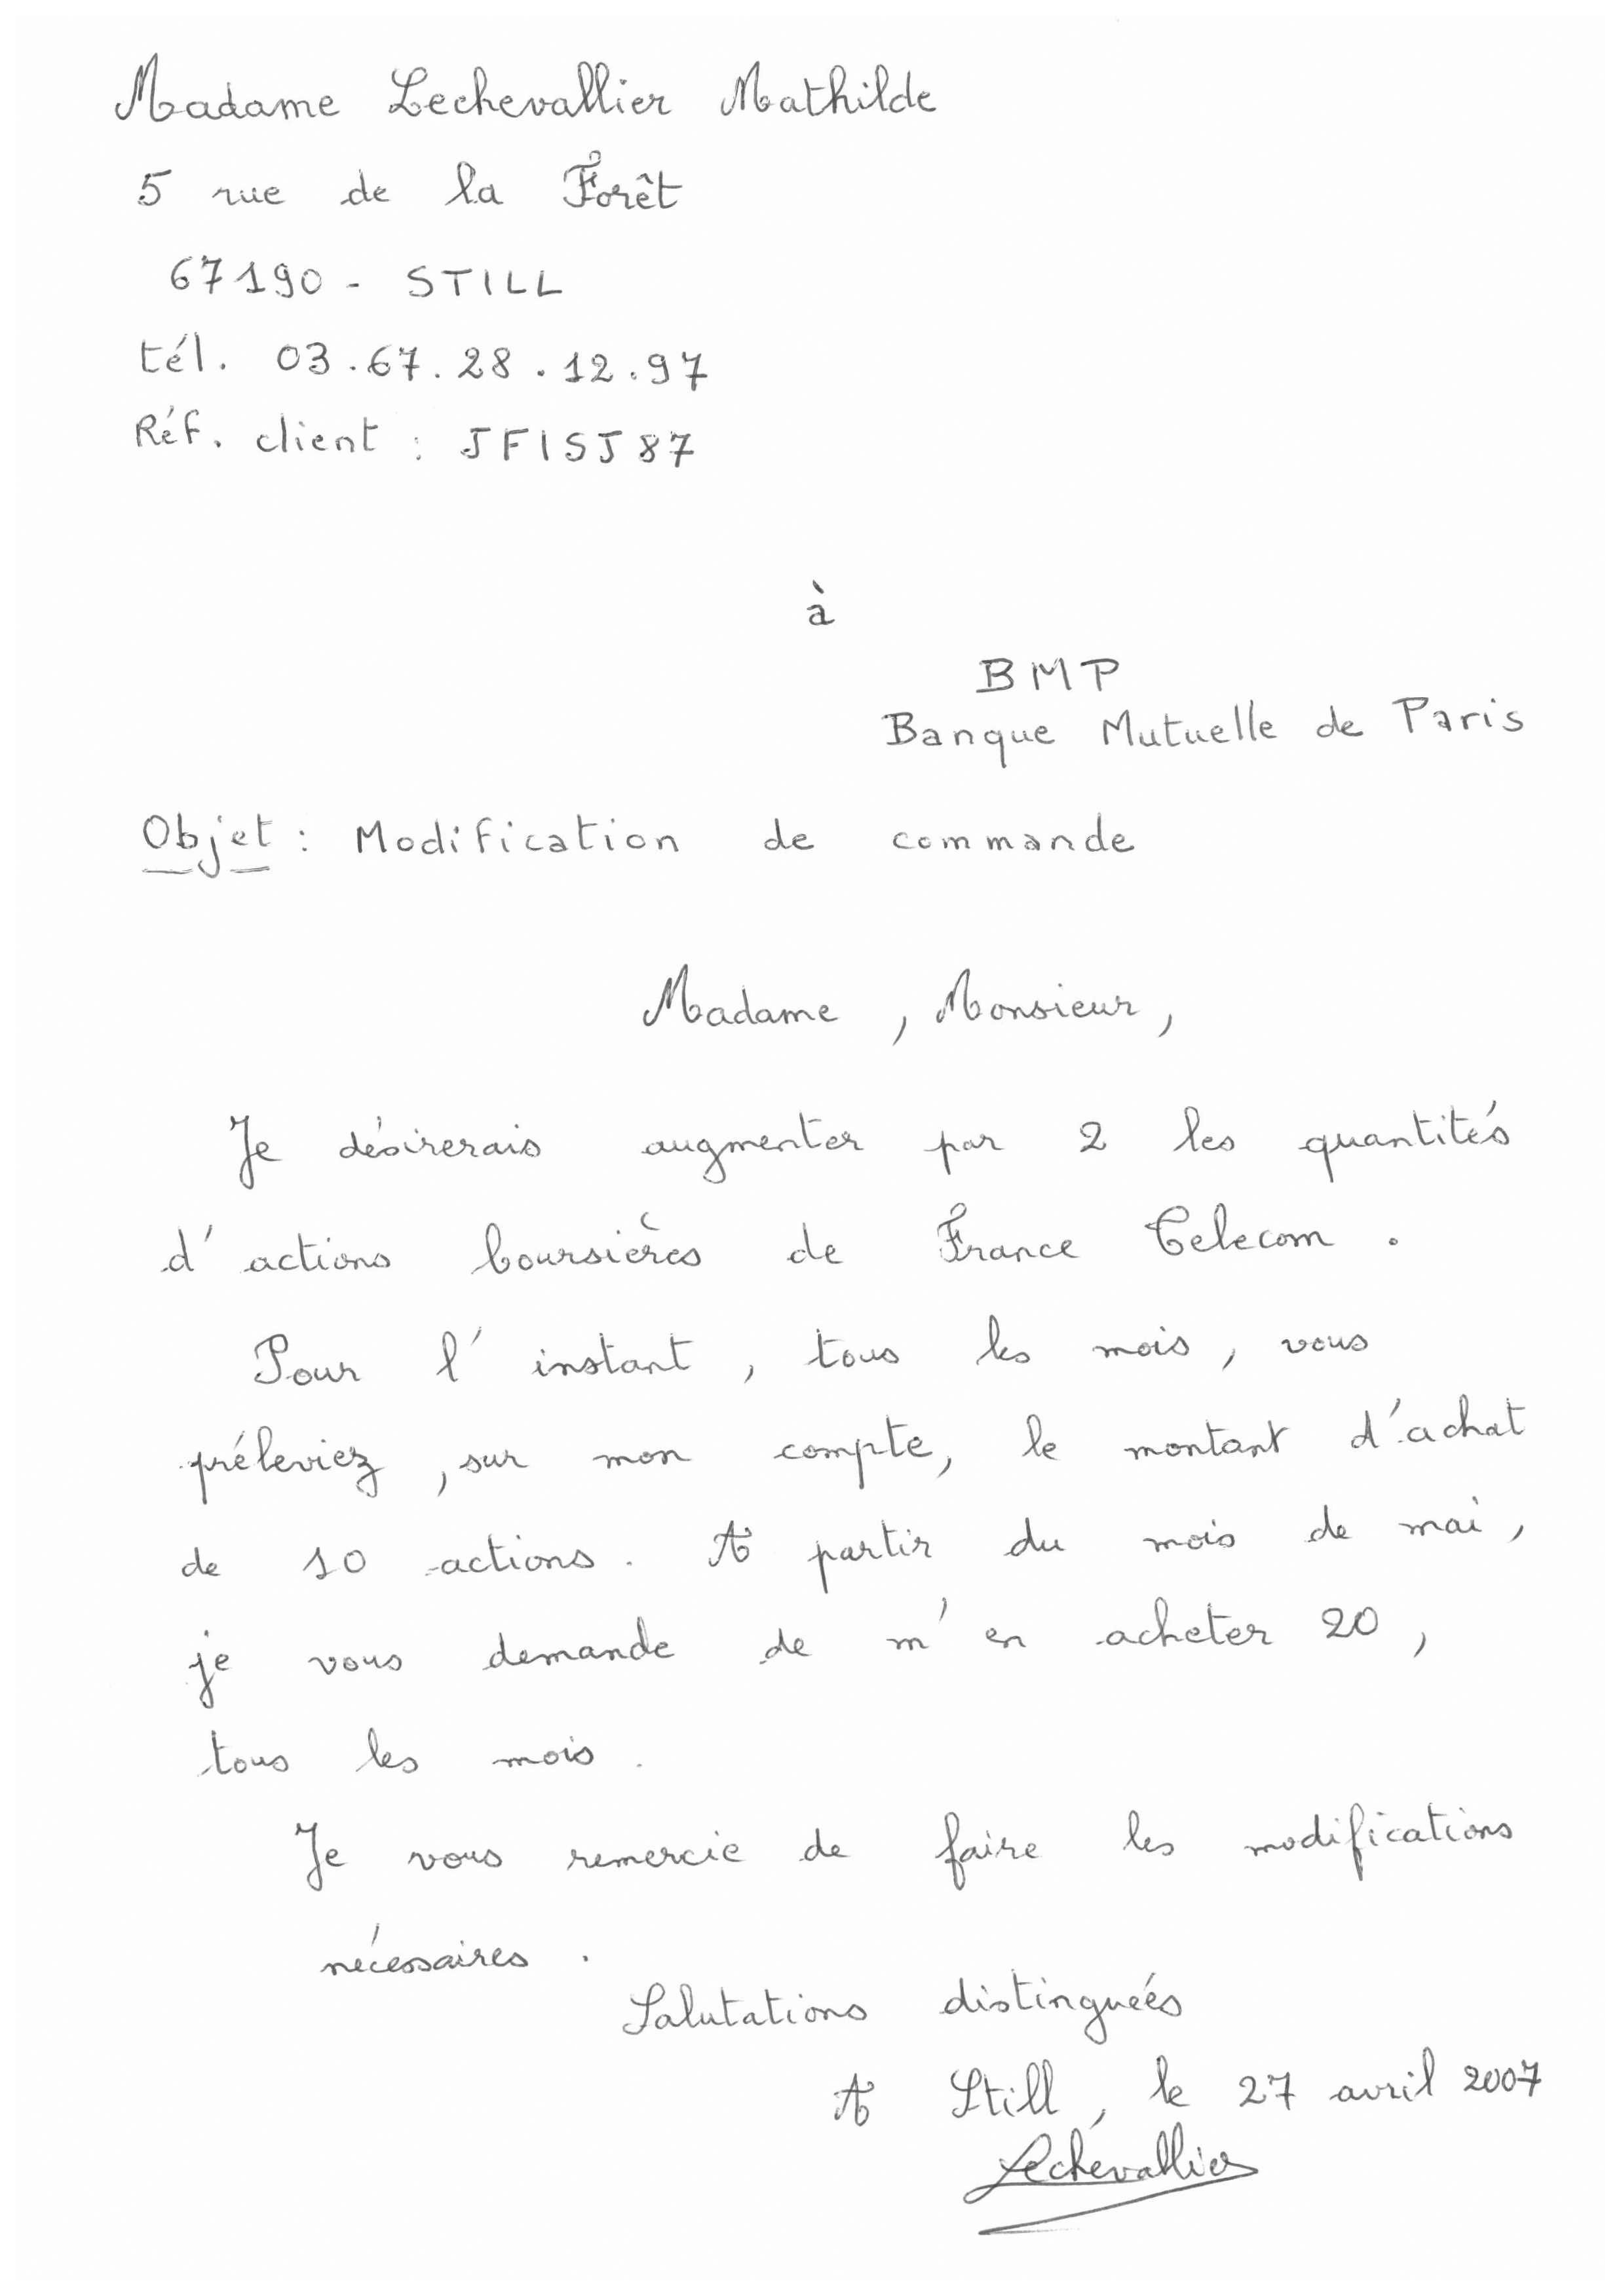 Madame Lechevallier Mathilde
5 rue de la Forêt
67190 - STILL
tél. 03.67.28.12.97
Réf. client : JFISJ87
à
BMP
Banque Mutuelle de Paris
Objet : Modification de commande
Madame, Monsieur,
Je désirerais augmenter par 2 les quantités
d'actions boursières de France Telecom.
Pour l'instant, tous les mois, vous
préleviez, sur mon compte, le montant d'achat
de 10 actions. A partir du mois de mai,
je vous demande de m'en acheter 20,
tous les mois.
Je vous remercie de faire les modifications
nécessaires.
Salutations distinguées
A Still, le 27 avril 2007
Lechevallier